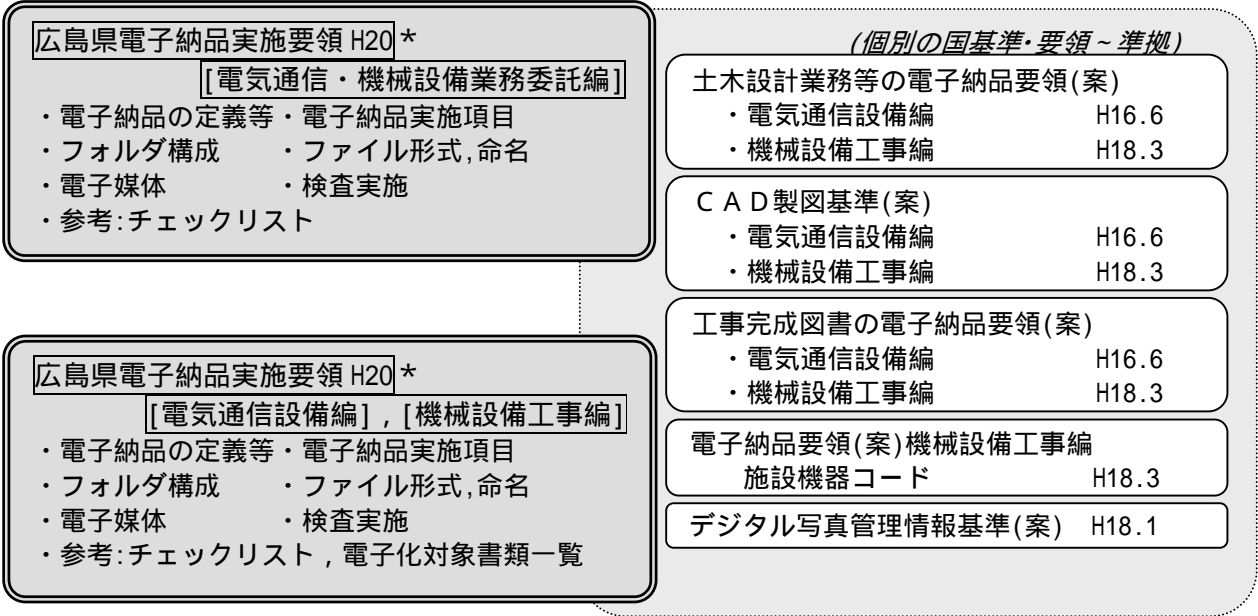 広島県電子納品実施要領 H20*
[電気通信・機械設備業務委託編]
・電子納品の定義等・電子納品実施項目
・フォルダ構成 ・ファイル形式,命名
・電子媒体 ・検査実施
・参考:チェックリスト
広島県電子納品実施要領 H20*
[電気通信設備編],[機械設備工事編]
・電子納品の定義等・電子納品実施項目
・フォルダ構成 ・ファイル形式,命名
・電子媒体 ・検査実施
・参考:チェックリスト,電子化対象書類一覧
(個別の国基準・要領~準拠)
土木設計業務等の電子納品要領(案)
・電気通信設備編 H16.6
・機械設備工事編 H18.3
CAD製図基準(案)
・電気通信設備編 H16.6
・機械設備工事編 H18.3
工事完成図書の電子納品要領(案)
・電気通信設備編 H16.6
・機械設備工事編 H18.3
電子納品要領(案)機械設備工事編
施設機器コード H18.3
デジタル写真管理情報基準(案) H18.1